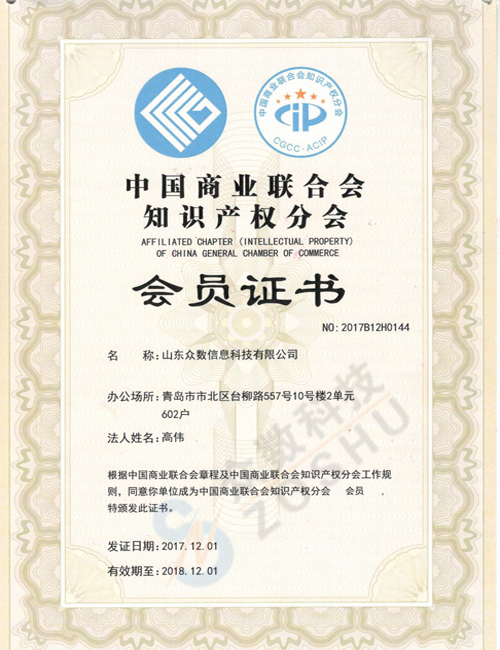 中国商业联合会知识产权分会
CIP
CGCC·ACIP
中国商业联合会
知识产权分会
AFFILIATED CHAPTER (INTELLECTUAL PROPERTY)
OF CHINA GENERAL CHAMBER OF COMMERCE
会员证书
NO: 2017B12H0144
名 称: 山东众数信息科技有限公司
办公场所: 青岛市市北区台柳路557号10号楼2单元
602户
法人姓名: 高伟
根据中国商业联合会章程及中国商业联合会知识产权分会工作规
则，同意你单位成为中国商业联合会知识产权分会 会员 ，
特颁发此证书。
发证日期: 2017.12.01
有效期至: 2018.12.01
众数科技
ZOSHU